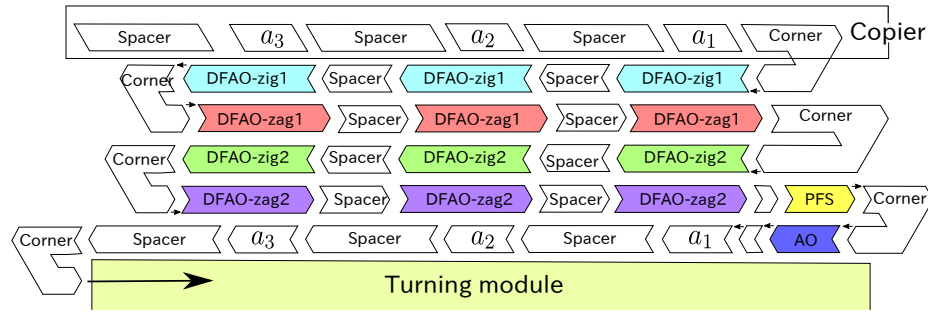 Spacer a₃ Spacer a₂ Spacer a₁ Corner Copier
Corner DFAO-zig1 Spacer DFAO-zig1 Spacer DFAO-zig1
DFAO-zag1 Spacer DFAO-zag1 Spacer DFAO-zag1 Corner
Corner DFAO-zig2 Spacer DFAO-zig2 Spacer DFAO-zig2
DFAO-zag2 Spacer DFAO-zag2 Spacer DFAO-zag2 PFS Corner
Corner Spacer a₃ Spacer a₂ Spacer a₁ AO
Turning module